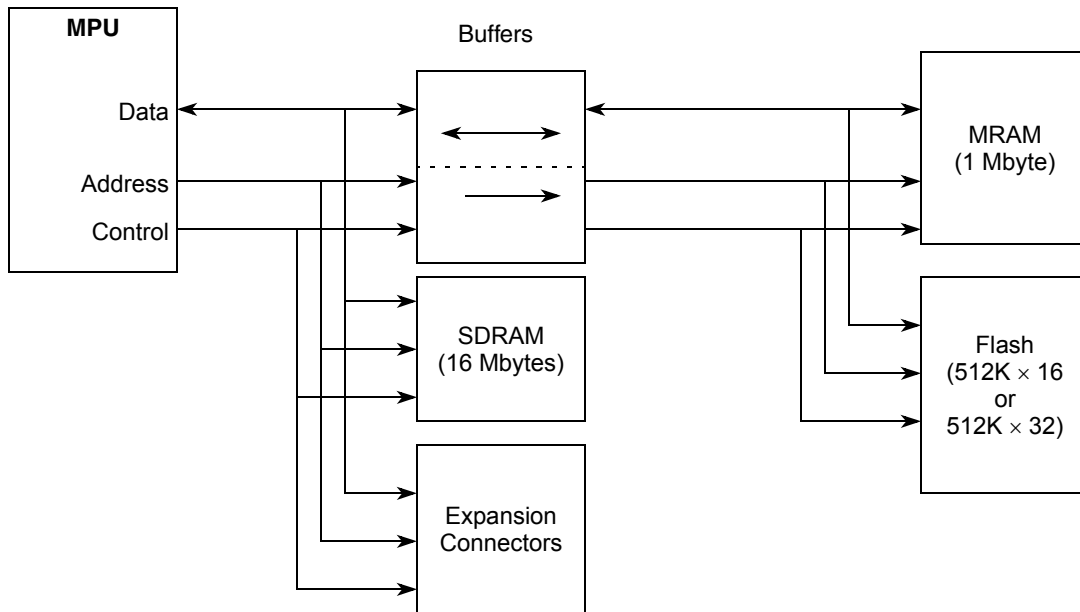 MPU
Data
Address
Control
Buffers
SDRAM
(16 Mbytes)
Expansion
Connectors
MRAM
(1 Mbyte)
Flash
(512K × 16
or
512K × 32)